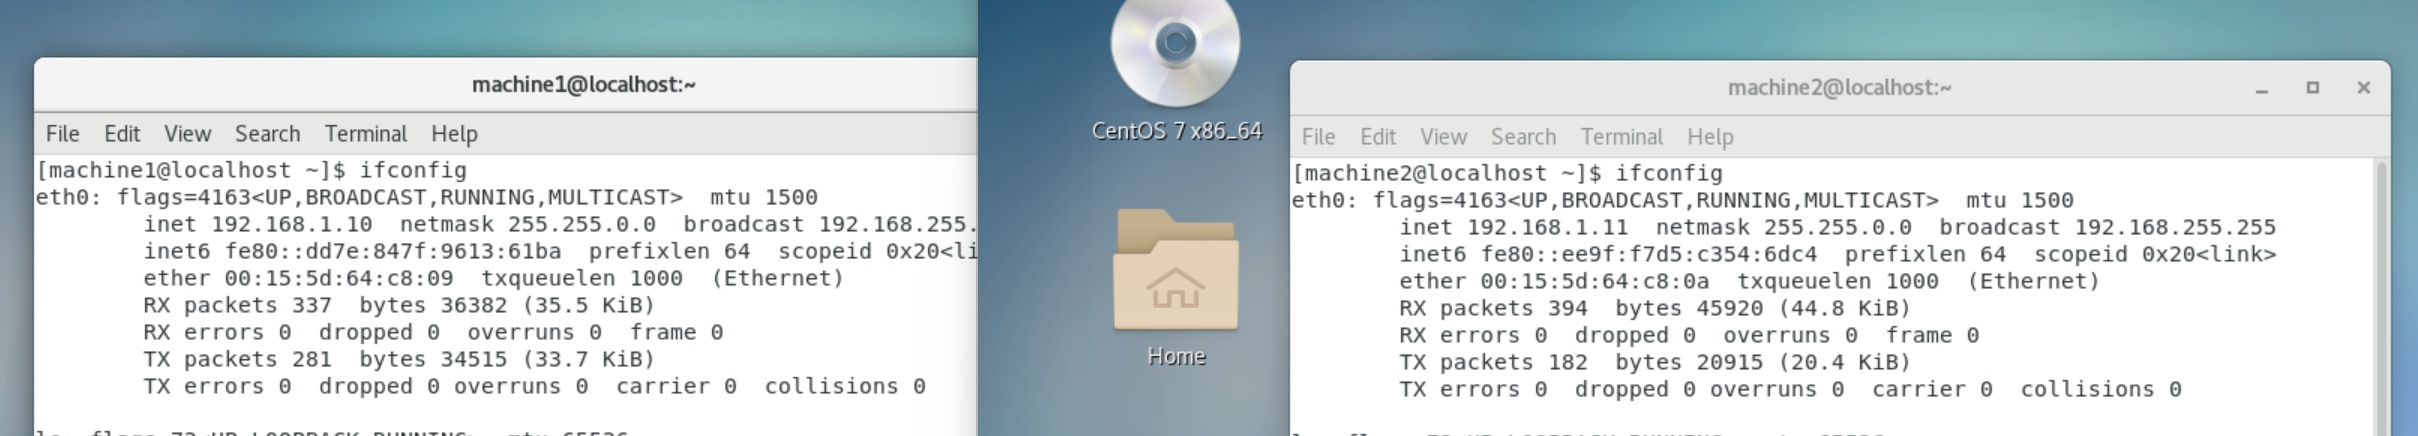 machine1@localhost:~
File Edit View Search Terminal Help
[machine1@localhost ~]$ ifconfig
eth0: flags=4163<UP,BROADCAST,RUNNING,MULTICAST>  mtu 1500
        inet 192.168.1.10  netmask 255.255.0.0  broadcast 192.168.255.
        inet6 fe80::dd7e:847f:9613:61ba  prefixlen 64  scopeid 0x20<li
        ether 00:15:5d:64:c8:09  txqueuelen 1000  (Ethernet)
        RX packets 337  bytes 36382 (35.5 KiB)
        RX errors 0  dropped 0  overruns 0  frame 0
        TX packets 281  bytes 34515 (33.7 KiB)
        TX errors 0  dropped 0 overruns 0  carrier 0  collisions 0
CentOS 7 x86_64
Home
machine2@localhost:~
File Edit View Search Terminal Help
[machine2@localhost ~]$ ifconfig
eth0: flags=4163<UP,BROADCAST,RUNNING,MULTICAST>  mtu 1500
        inet 192.168.1.11  netmask 255.255.0.0  broadcast 192.168.255.255
        inet6 fe80::ee9f:f7d5:c354:6dc4  prefixlen 64  scopeid 0x20<link>
        ether 00:15:5d:64:c8:0a  txqueuelen 1000  (Ethernet)
        RX packets 394  bytes 45920 (44.8 KiB)
        RX errors 0  dropped 0  overruns 0  frame 0
        TX packets 182  bytes 20915 (20.4 KiB)
        TX errors 0  dropped 0 overruns 0  carrier 0  collisions 0